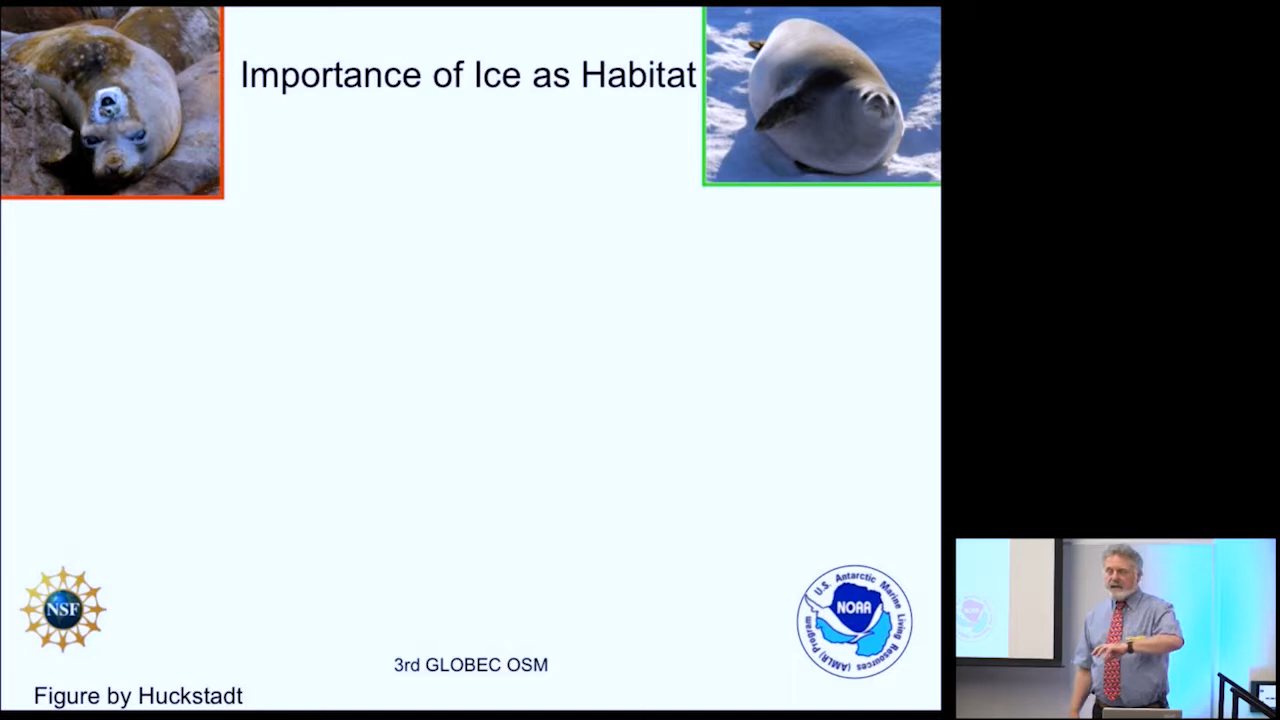 Importance of Ice as Habitat
NSF
U.S. Antarctic Marine Living Resources (AMLR) Program
NOAA
3rd GLOBEC OSM
Figure by Huckstadt